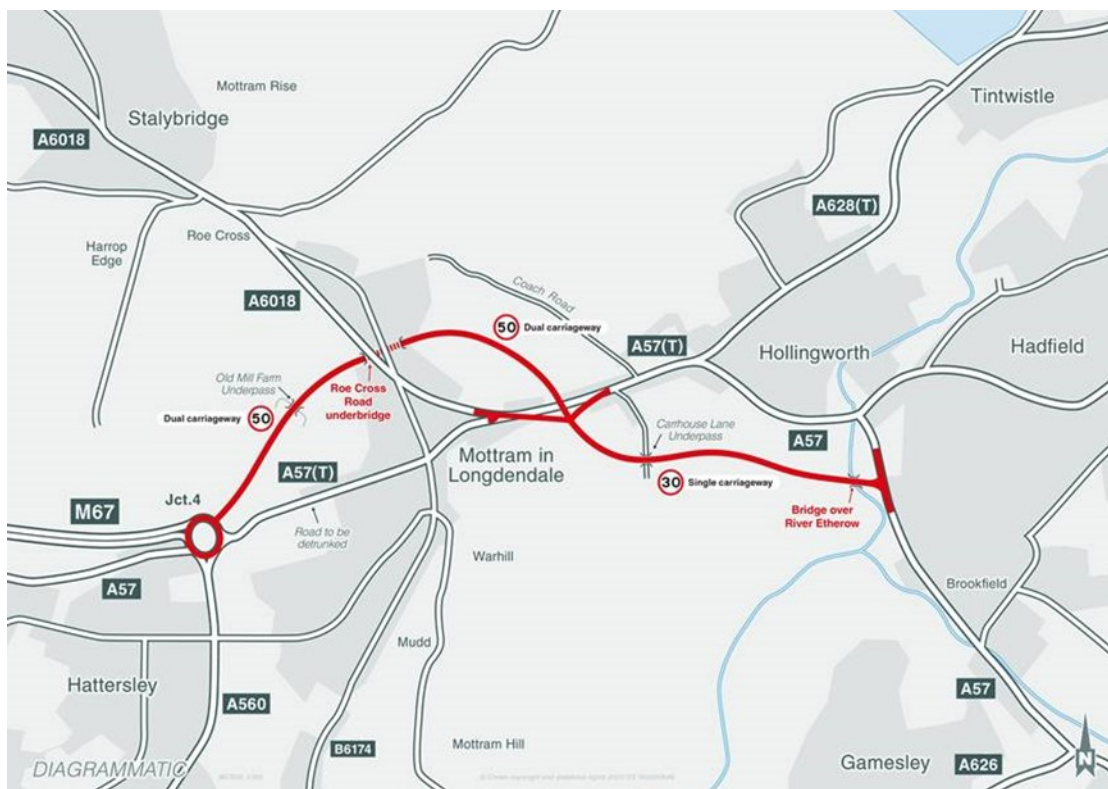 Mottram Rise
Stalybridge
Tintwistle
A6018
A628(T)
Roe Cross
Harrop
Edge
A6018
Coach Road
50 Dual carriageway
A57(T)
Hollingworth
Hadfield
Old Mill Farm
Underpass
Roe Cross
Road
underbridge
Dual carriageway 50
Carrhouse Lane
Underpass
A57
Mottram in
Longdendale
A57(T)
30 Single carriageway
Jct.4
M67
Road to be
detrunked
Bridge over
River Etherow
Warhill
A57
Brookfield
Mudd
Hattersley
A560
A57
B6174
Mottram Hill
Gamesley
A626
N
DIAGRAMMATIC